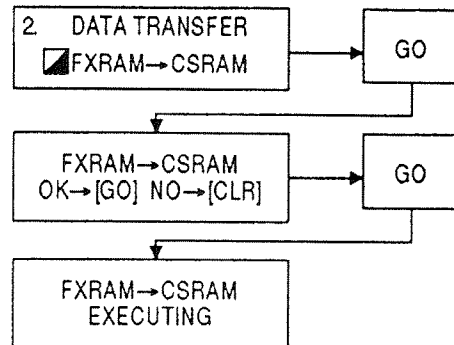 2. DATA TRANSFER
FXRAM→CSRAM
GO
FXRAM→CSRAM
OK→[GO] NO→[CLR]
GO
FXRAM→CSRAM
EXECUTING